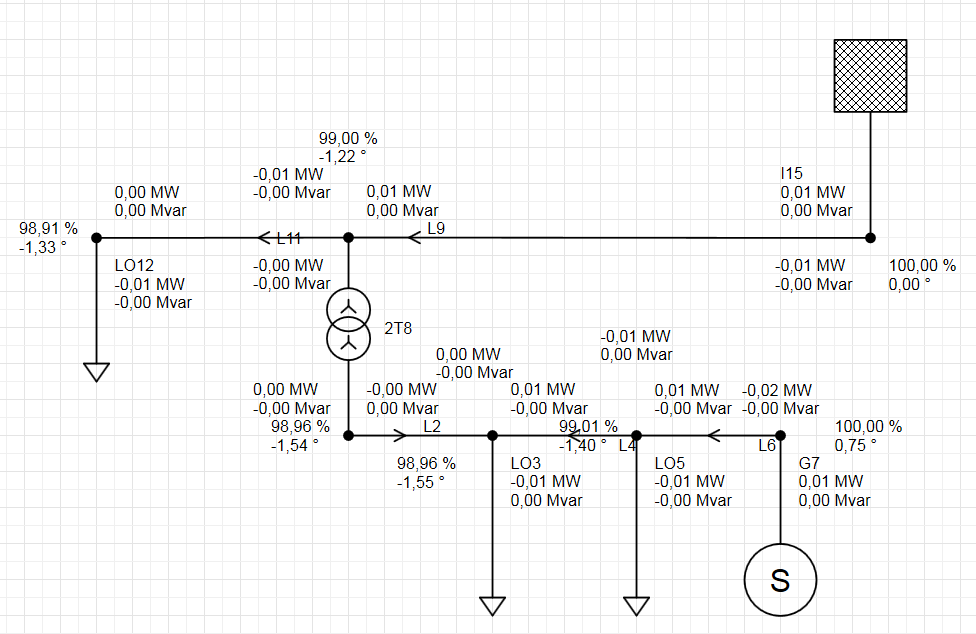 99,00 %
-1,22 °
-0,01 MW
-0,00 Mvar
0,01 MW
0,00 Mvar
I15
0,01 MW
0,00 Mvar
0,00 MW
0,00 Mvar
98,91 %
-1,33 °
L11
L9
LO12
-0,01 MW
-0,00 Mvar
-0,00 MW
-0,00 Mvar
-0,01 MW
-0,00 Mvar
100,00 %
0,00 °
2T8
0,00 MW
-0,00 Mvar
-0,01 MW
0,00 Mvar
0,00 MW
-0,00 Mvar
-0,00 MW
0,00 Mvar
0,01 MW
-0,00 Mvar
0,01 MW
-0,00 Mvar
-0,02 MW
-0,00 Mvar
98,96 %
-1,54 °
L2
99,01 %
-1,40 °
L4
L6
100,00 %
0,75 °
98,96 %
-1,55 °
LO3
-0,01 MW
0,00 Mvar
LO5
-0,01 MW
-0,00 Mvar
G7
0,01 MW
0,00 Mvar
S